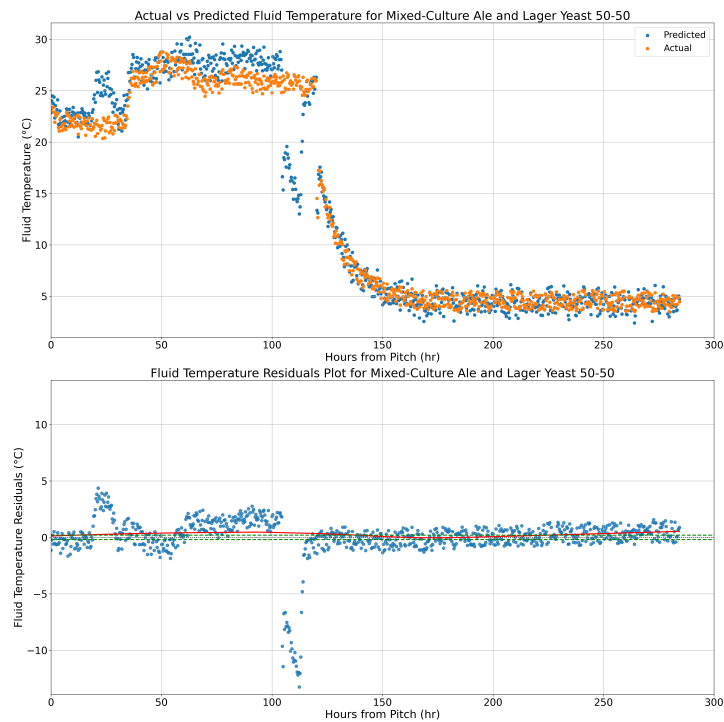 Actual vs Predicted Fluid Temperature for Mixed-Culture Ale and Lager Yeast 50-50
Predicted
Actual
Fluid Temperature (°C)
30
25
20
15
10
5
0 50 100 150 200 250 300
Hours from Pitch (hr)
Fluid Temperature Residuals Plot for Mixed-Culture Ale and Lager Yeast 50-50
Fluid Temperature Residuals (°C)
10
5
0
−5
−10
0 50 100 150 200 250 300
Hours from Pitch (hr)